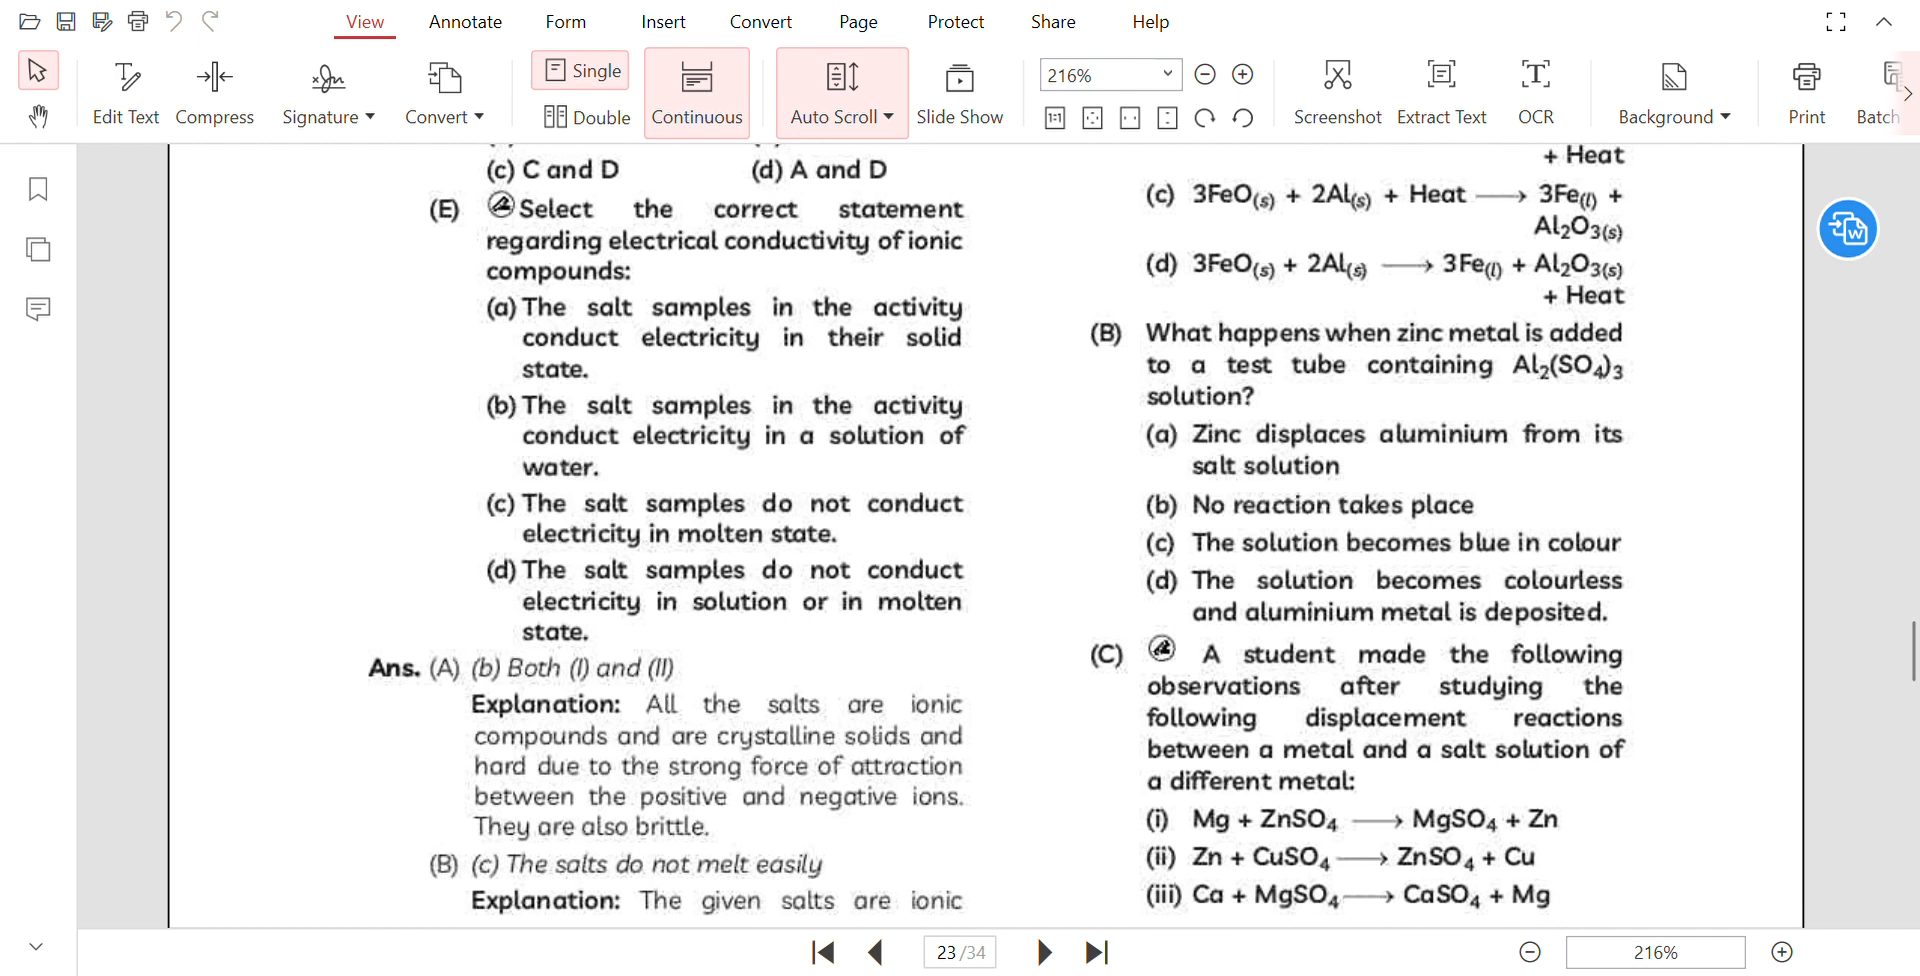 View Annotate Form Insert Convert Page Protect Share Help
Edit Text Compress Signature Convert
Single
Double
Continuous Auto Scroll Slide Show
216%
1:1
Screenshot Extract Text OCR Background Print Batch
(c) C and D (d) A and D
(E) Select the correct statement
regarding electrical conductivity of ionic
compounds:
(a) The salt samples in the activity
conduct electricity in their solid
state.
(b) The salt samples in the activity
conduct electricity in a solution of
water.
(c) The salt samples do not conduct
electricity in molten state.
(d) The salt samples do not conduct
electricity in solution or in molten
state.
Ans. (A) (b) Both (I) and (II)
Explanation: All the salts are ionic
compounds and are crystalline solids and
hard due to the strong force of attraction
between the positive and negative ions.
They are also brittle.
(B) (c) The salts do not melt easily
Explanation: The given salts are ionic
+ Heat
(c) 3FeO(s) + 2Al(s) + Heat ⟶ 3Fe(l) +
Al₂O₃(s)
(d) 3FeO(s) + 2Al(s) ⟶ 3Fe(l) + Al₂O₃(s)
+ Heat
(B) What happens when zinc metal is added
to a test tube containing Al₂(SO₄)₃
solution?
(a) Zinc displaces aluminium from its
salt solution
(b) No reaction takes place
(c) The solution becomes blue in colour
(d) The solution becomes colourless
and aluminium metal is deposited.
(C) A student made the following
observations after studying the
following displacement reactions
between a metal and a salt solution of
a different metal:
(i) Mg + ZnSO₄ ⟶ MgSO₄ + Zn
(ii) Zn + CuSO₄ ⟶ ZnSO₄ + Cu
(iii) Ca + MgSO₄ ⟶ CaSO₄ + Mg
W
23 /34
216%